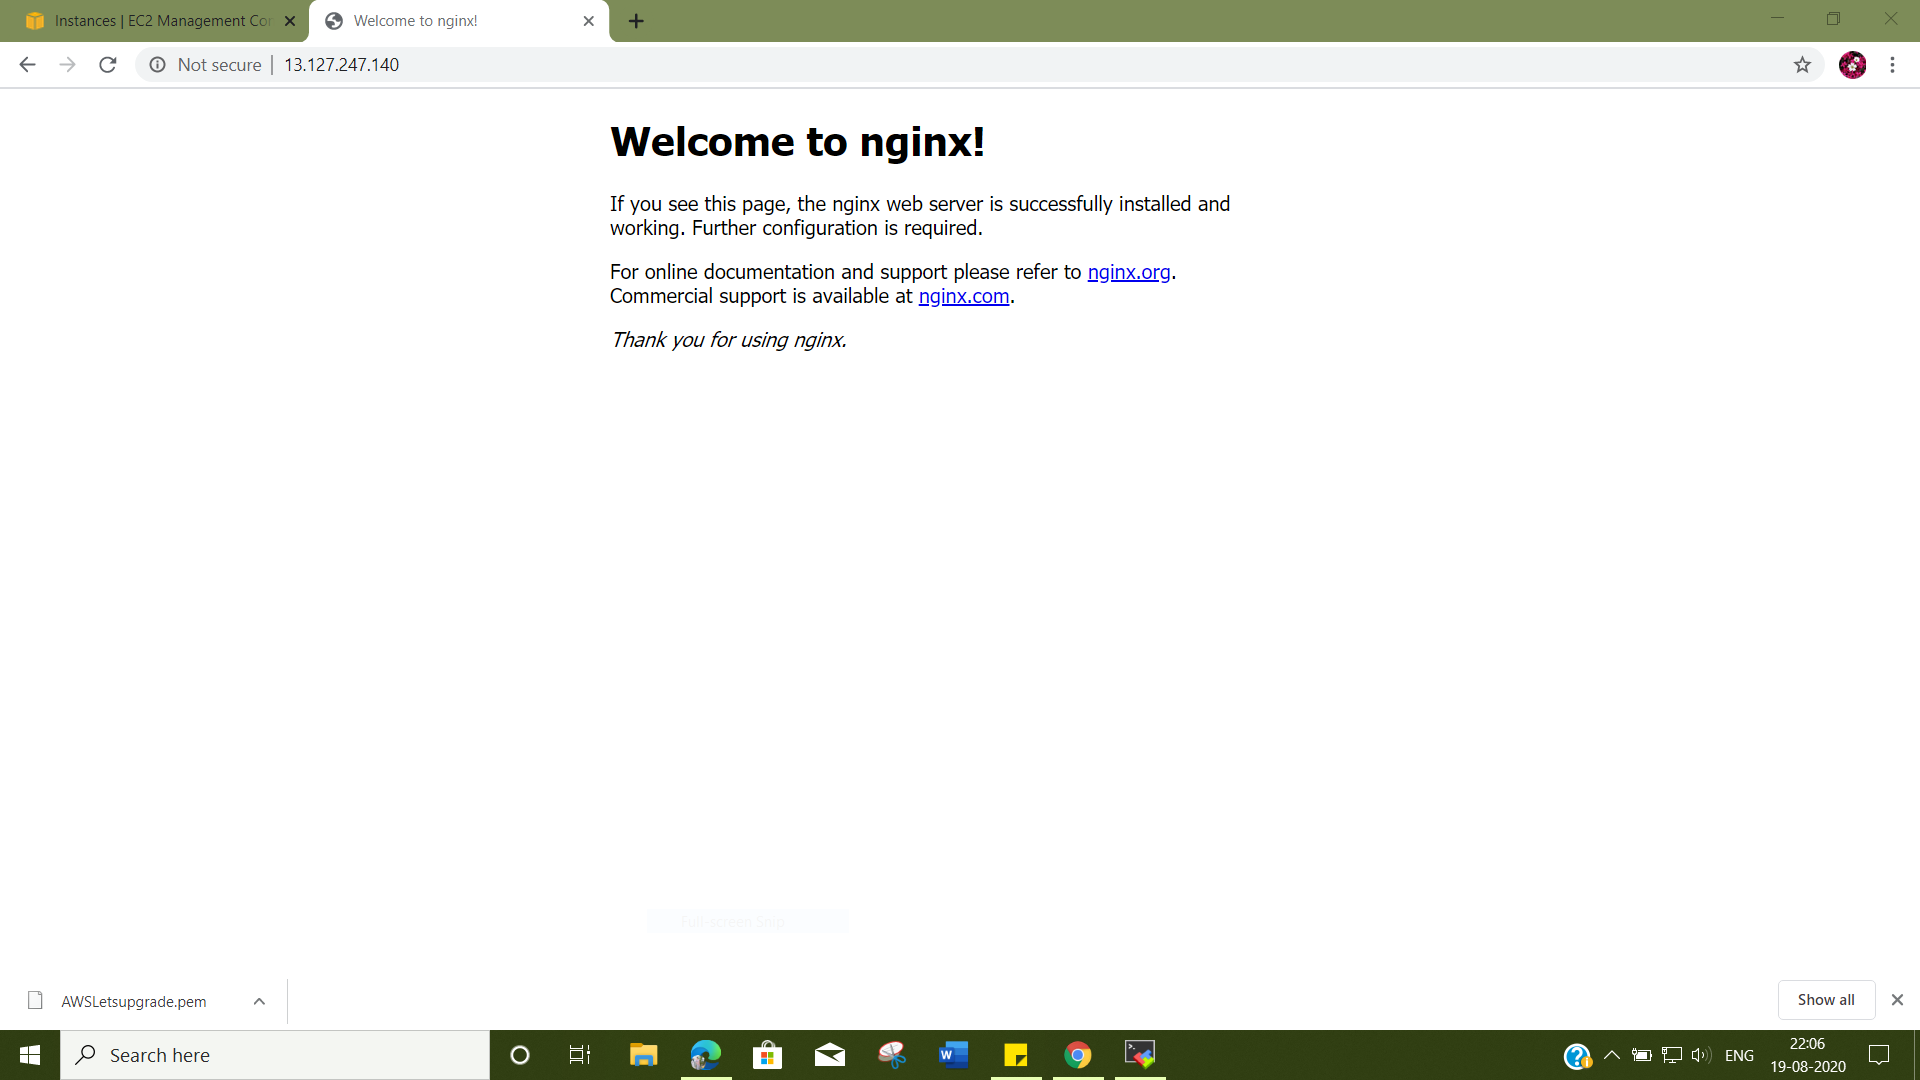 Instances | EC2 Management Con
Welcome to nginx!
Not secure
13.127.247.140
Welcome to nginx!
If you see this page, the nginx web server is successfully installed and
working. Further configuration is required.
For online documentation and support please refer to nginx.org.
Commercial support is available at nginx.com.
Thank you for using nginx.
Full-screen Snip
AWSLetsupgrade.pem
Show all
Search here
ENG
22:06
19-08-2020